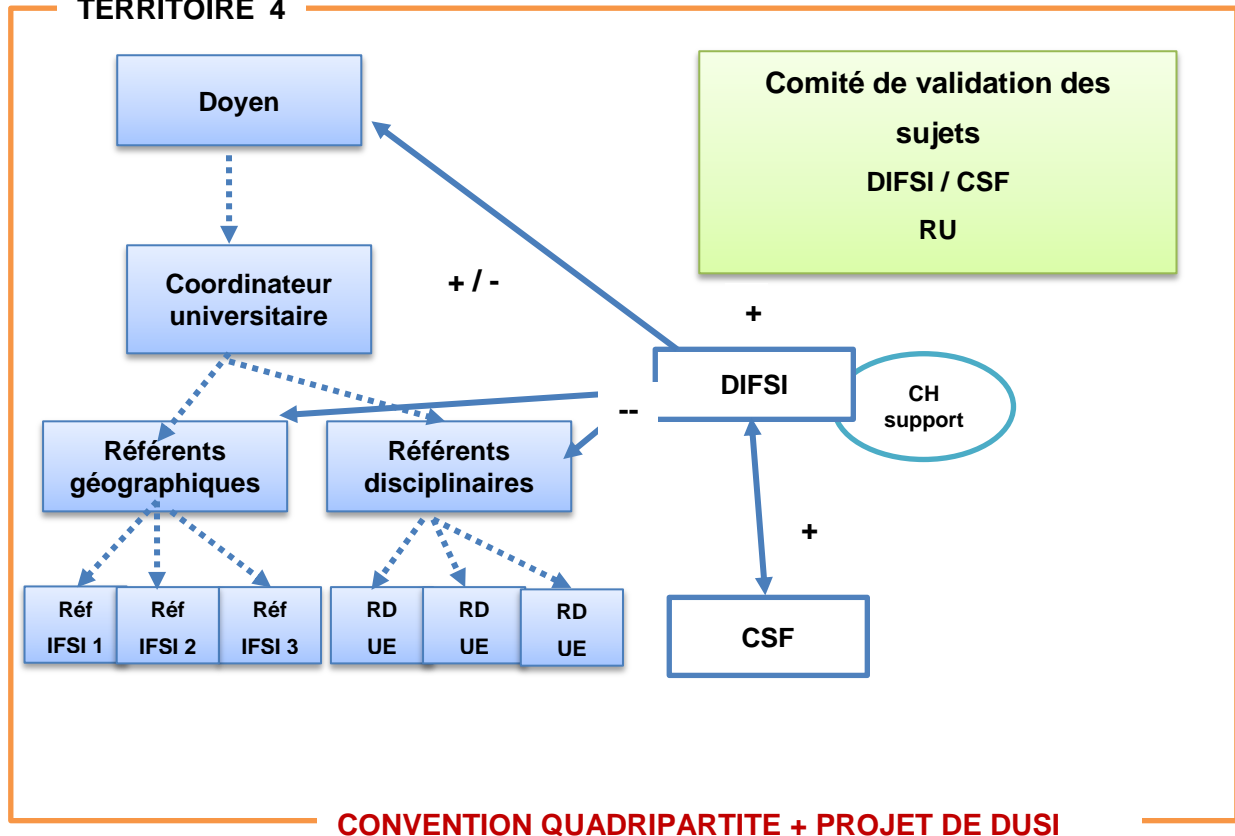 TERRITOIRE 4
Doyen
Comité de validation des
sujets
DIFSI / CSF
RU
Coordinateur
universitaire
+ / -
+
DIFSI
CH
support
--
Référents
géographiques
Référents
disciplinaires
+
Réf
IFSI 1
Réf
IFSI 2
Réf
IFSI 3
RD
UE
RD
UE
RD
UE
CSF
CONVENTION QUADRIPARTITE + PROJET DE DUSI